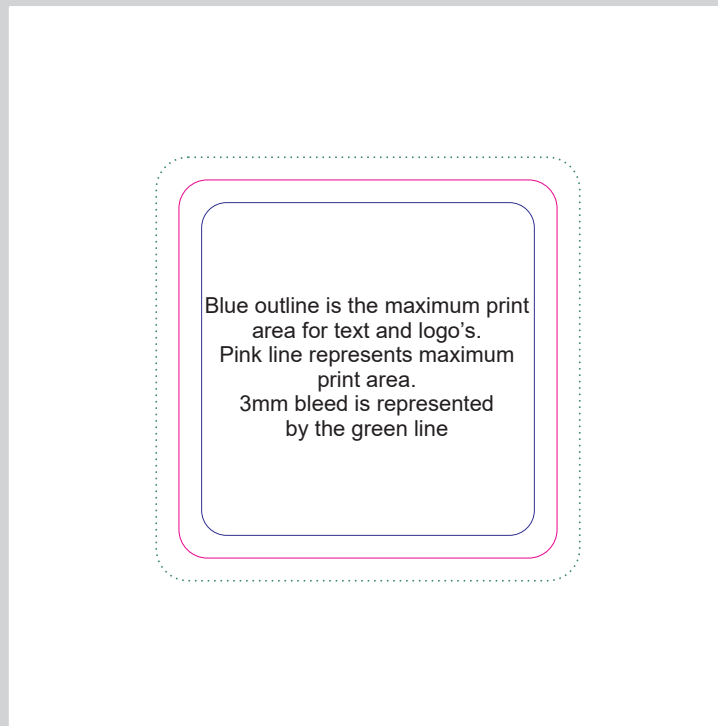 Blue outline is the maximum print
area for text and logo’s.
Pink line represents maximum
print area.
3mm bleed is represented
by the green line